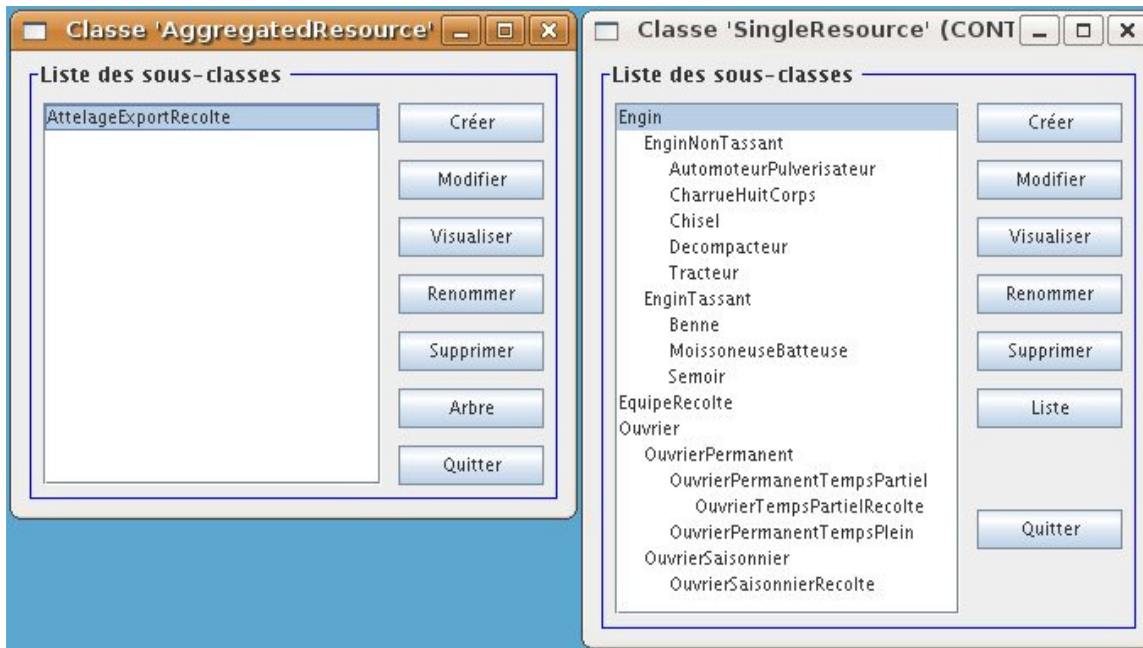 Classe 'AggregatedResource'
Liste des sous-classes
AttelageExportRecolte
Créer
Modifier
Visualiser
Renommer
Supprimer
Arbre
Quitter
Classe 'SingleResource' (CONT
Liste des sous-classes
Engin
EnginNonTassant
AutomoteurPulverisateur
CharrueHuitCorps
Chisel
Decompacteur
Tracteur
EnginTassant
Benne
MoissoneuseBatteuse
Semoir
EquipeRecolte
Ouvrier
OuvrierPermanent
OuvrierPermanentTempsPartiel
OuvrierTempsPartielRecolte
OuvrierPermanentTempsPlein
OuvrierSaisonnier
OuvrierSaisonnierRecolte
Créer
Modifier
Visualiser
Renommer
Supprimer
Liste
Quitter